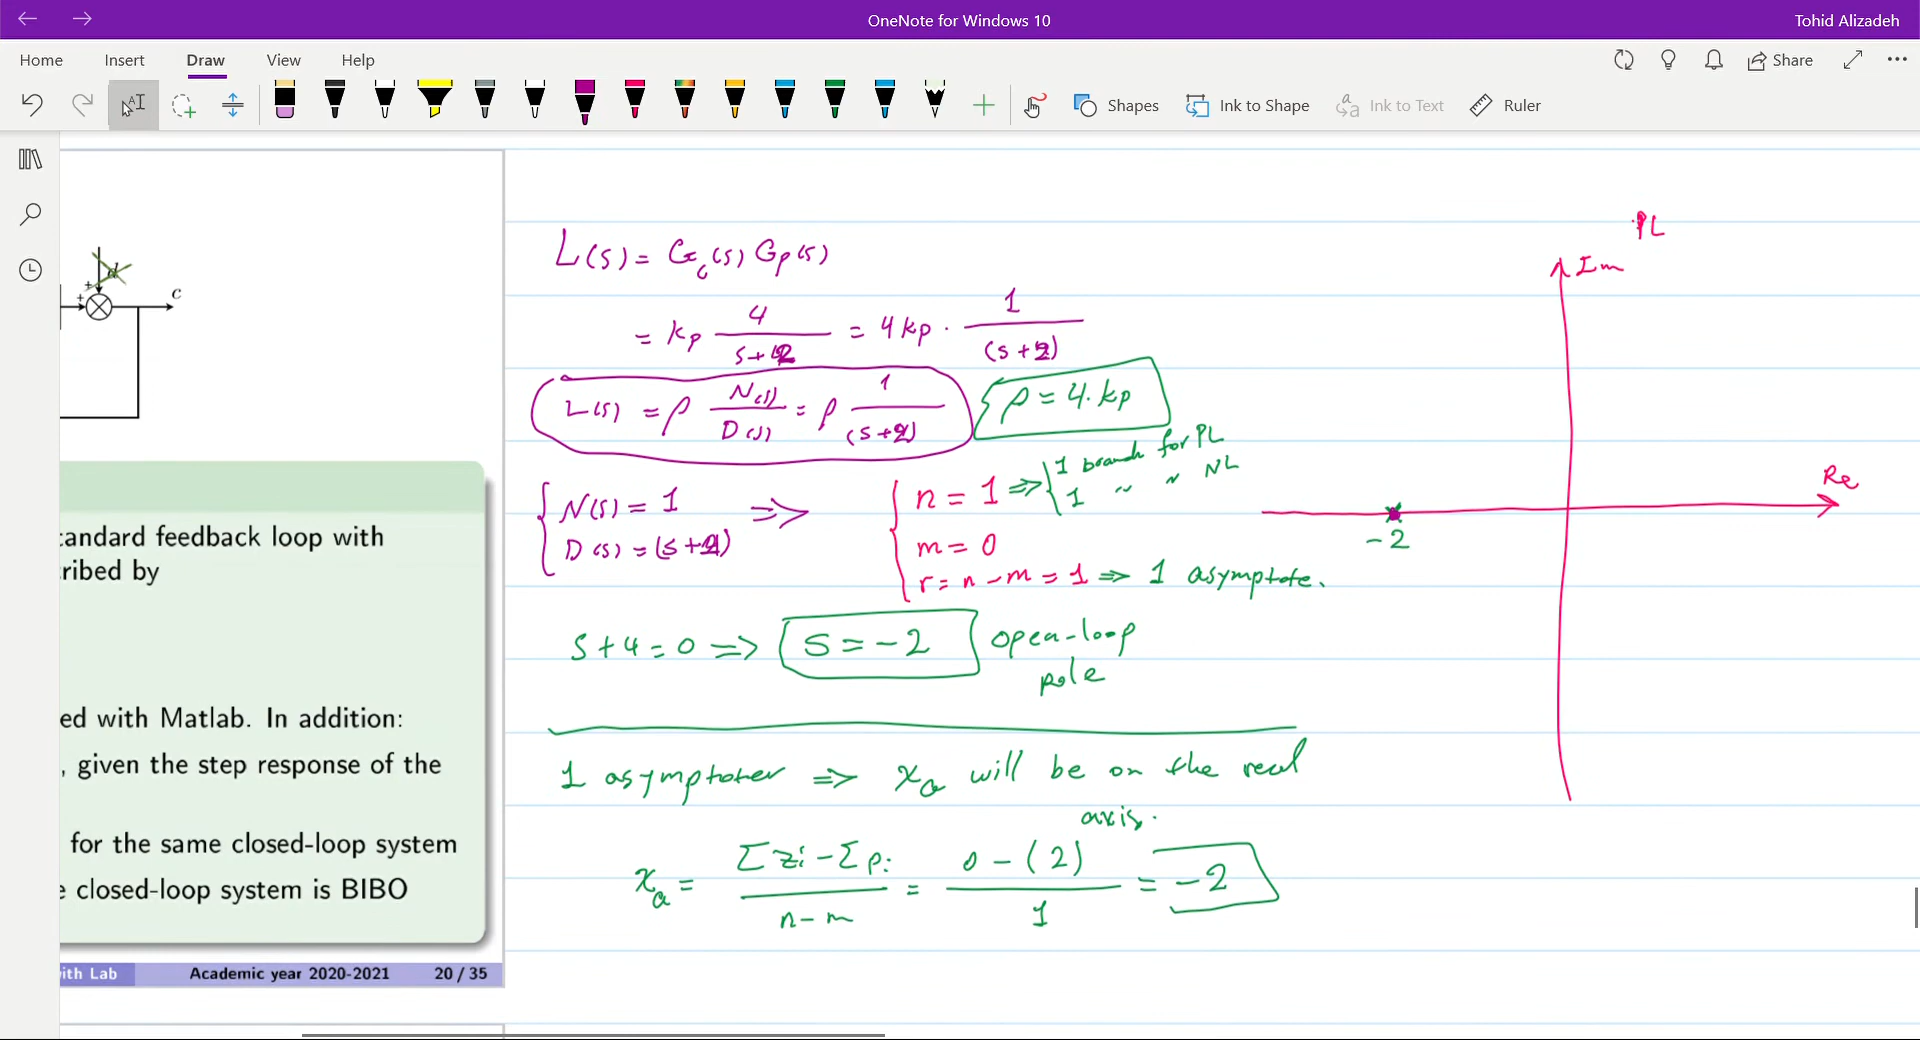 OneNote for Windows 10
Tohid Alizadeh
Home Insert Draw View Help
Share
Shapes Ink to Shape Ink to Text Ruler
c
tandard feedback loop with
ribed by
ed with Matlab. In addition:
, given the step response of the
for the same closed-loop system
e closed-loop system is BIBO
ith Lab Academic year 2020-2021 20 / 35
L(s) = Gc(s) Gp(s)
= kp 4/(s+2) = 4kp · 1/(s+2)
L(s) = ρ N(s)/D(s) = ρ 1/(s+2)
ρ = 4·kp
N(s) = 1 ⇒
D(s) = (s+2)
n = 1 ⇒ { 1 branch for PL
1 " " NL
m = 0
r = n - m = 1 ⇒ 1 asymptote.
s + 4 = 0 ⇒ s = -2 open-loop
pole
1 asymptotes ⇒ xa will be on the real
axis.
xa = Σzi - Σpi / n-m = 0 - (2) / 1 = -2
PL
Im
Re
-2